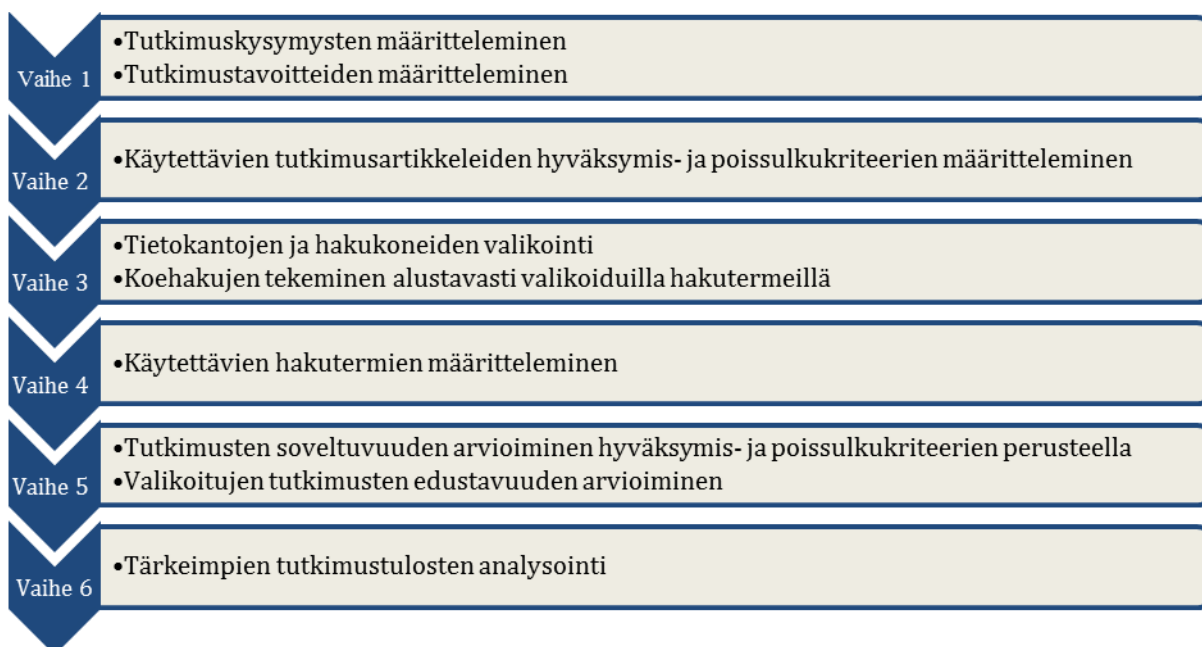 Vaihe 1
•Tutkimuskysymysten määritteleminen
•Tutkimustavoitteiden määritteleminen
Vaihe 2
•Käytettävien tutkimusartikkeleiden hyväksymis- ja poissulkukriteerien määritteleminen
Vaihe 3
•Tietokantojen ja hakukoneiden valikointi
•Koehakujen tekeminen alustavasti valikoiduilla hakutermeillä
Vaihe 4
•Käytettävien hakutermien määritteleminen
Vaihe 5
•Tutkimusten soveltuvuuden arvioiminen hyväksymis- ja poissulkukriteerien perusteella
•Valikoitujen tutkimusten edustavuuden arvioiminen
Vaihe 6
•Tärkeimpien tutkimustulosten analysointi